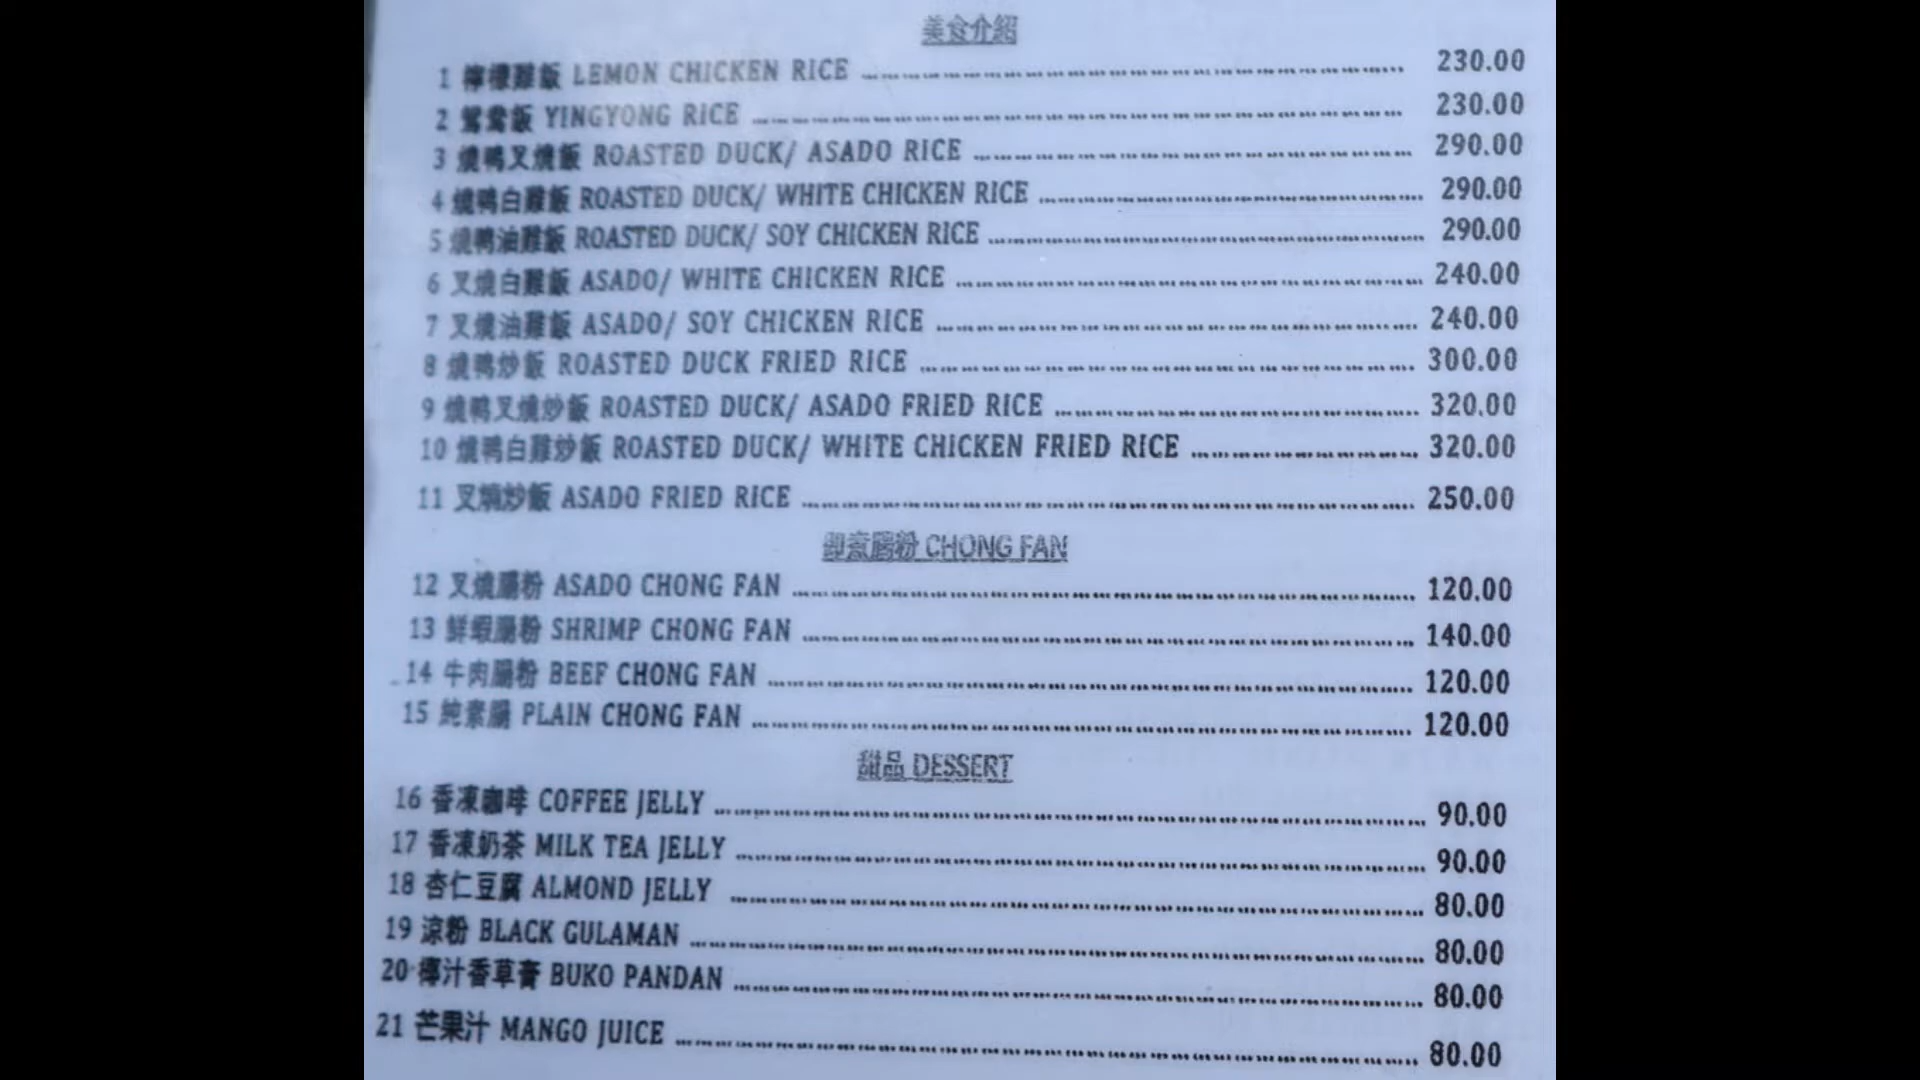 美食介紹
1 檸檬雞飯 LEMON CHICKEN RICE 230.00
2 鴛鴦飯 YINGYONG RICE 230.00
3 燒鴨叉燒飯 ROASTED DUCK/ ASADO RICE 290.00
4 燒鴨白雞飯 ROASTED DUCK/ WHITE CHICKEN RICE 290.00
5 燒鴨油雞飯 ROASTED DUCK/ SOY CHICKEN RICE 290.00
6 叉燒白雞飯 ASADO/ WHITE CHICKEN RICE 240.00
7 叉燒油雞飯 ASADO/ SOY CHICKEN RICE 240.00
8 燒鴨炒飯 ROASTED DUCK FRIED RICE 300.00
9 燒鴨叉燒炒飯 ROASTED DUCK/ ASADO FRIED RICE 320.00
10 燒鴨白雞炒飯 ROASTED DUCK/ WHITE CHICKEN FRIED RICE 320.00
11 叉燒炒飯 ASADO FRIED RICE 250.00
CHONG FAN
12 叉燒腸粉 ASADO CHONG FAN 120.00
13 鮮蝦腸粉 SHRIMP CHONG FAN 140.00
14 牛肉腸粉 BEEF CHONG FAN 120.00
15 純素腸 PLAIN CHONG FAN 120.00
甜品 DESSERT
16 香凍咖啡 COFFEE JELLY 90.00
17 香凍奶茶 MILK TEA JELLY 90.00
18 杏仁豆腐 ALMOND JELLY 80.00
19 涼粉 BLACK GULAMAN 80.00
20 椰汁香草膏 BUKO PANDAN 80.00
21 芒果汁 MANGO JUICE 80.00